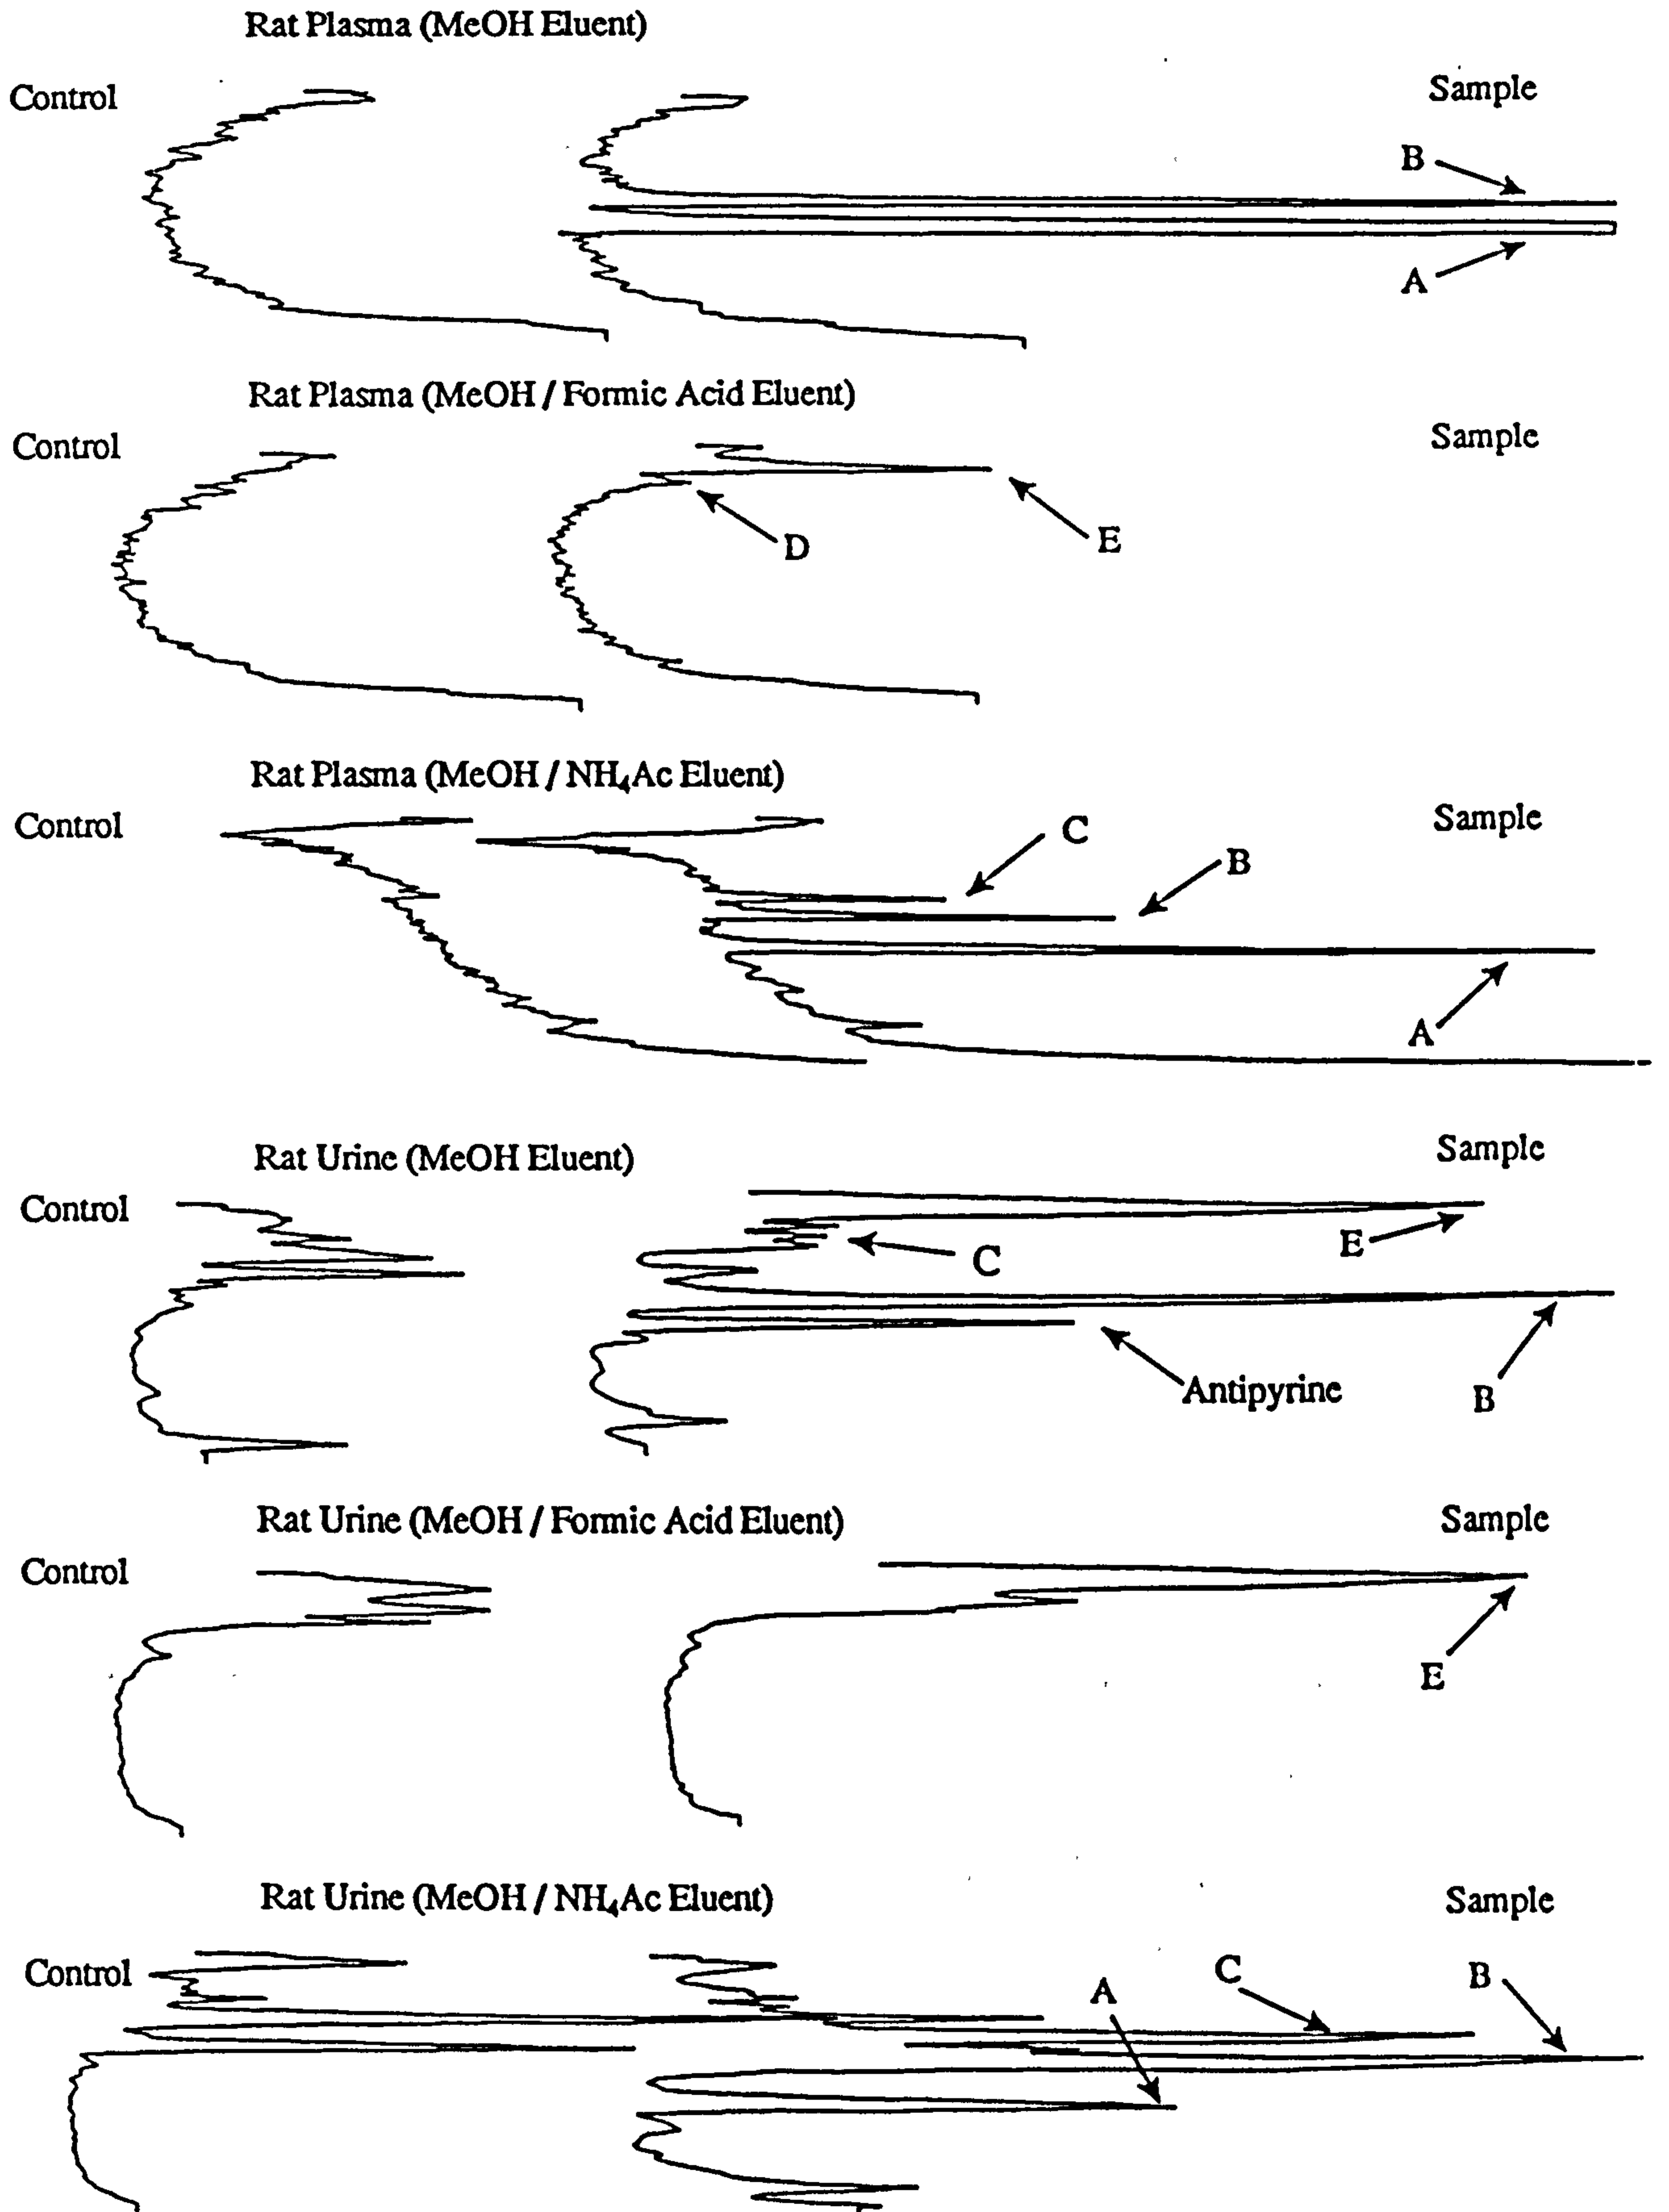 Rat Plasma (MeOH Eluent)
Control
Sample
B
A
Rat Plasma (MeOH / Formic Acid Eluent)
Control
Sample
D
E
Rat Plasma (MeOH / NH₄Ac Eluent)
Control
Sample
C
B
A
Rat Urine (MeOH Eluent)
Sample
Control
E
C
Antipyrine
B
Rat Urine (MeOH / Formic Acid Eluent)
Sample
Control
E
Rat Urine (MeOH / NH₄Ac Eluent)
Sample
Control
A
C
B